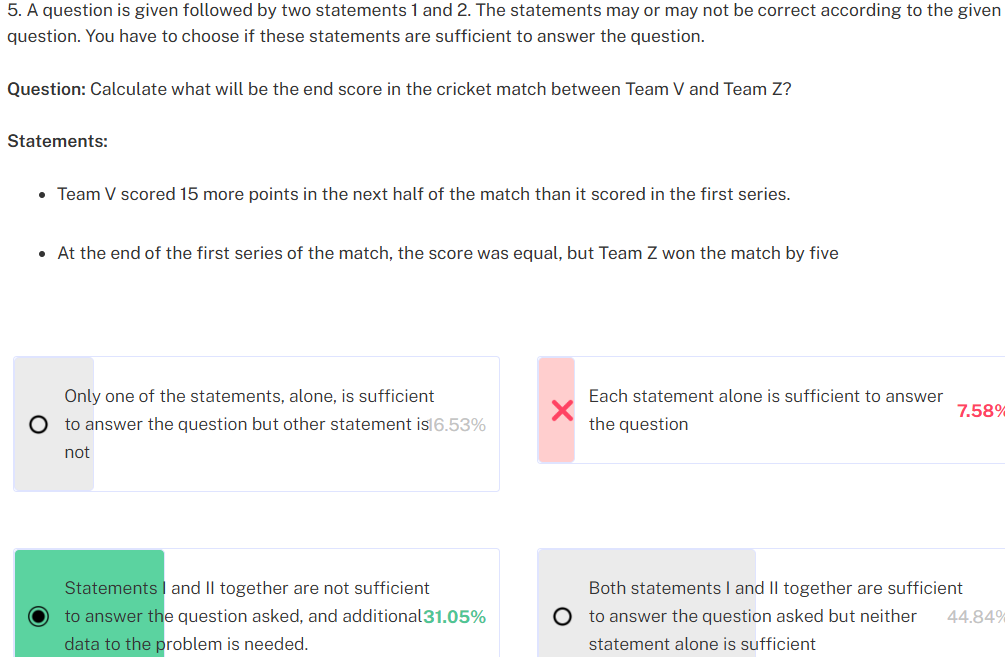 5. A question is given followed by two statements 1 and 2. The statements may or may not be correct according to the given
question. You have to choose if these statements are sufficient to answer the question.
Question: Calculate what will be the end score in the cricket match between Team V and Team Z?
Statements:
• Team V scored 15 more points in the next half of the match than it scored in the first series.
• At the end of the first series of the match, the score was equal, but Team Z won the match by five
Only one of the statements, alone, is sufficient
to answer the question but other statement is 16.53%
not
Each statement alone is sufficient to answer
the question
7.58%
Statements I and II together are not sufficient
to answer the question asked, and additional 31.05%
data to the problem is needed.
Both statements I and II together are sufficient
to answer the question asked but neither 44.84%
statement alone is sufficient